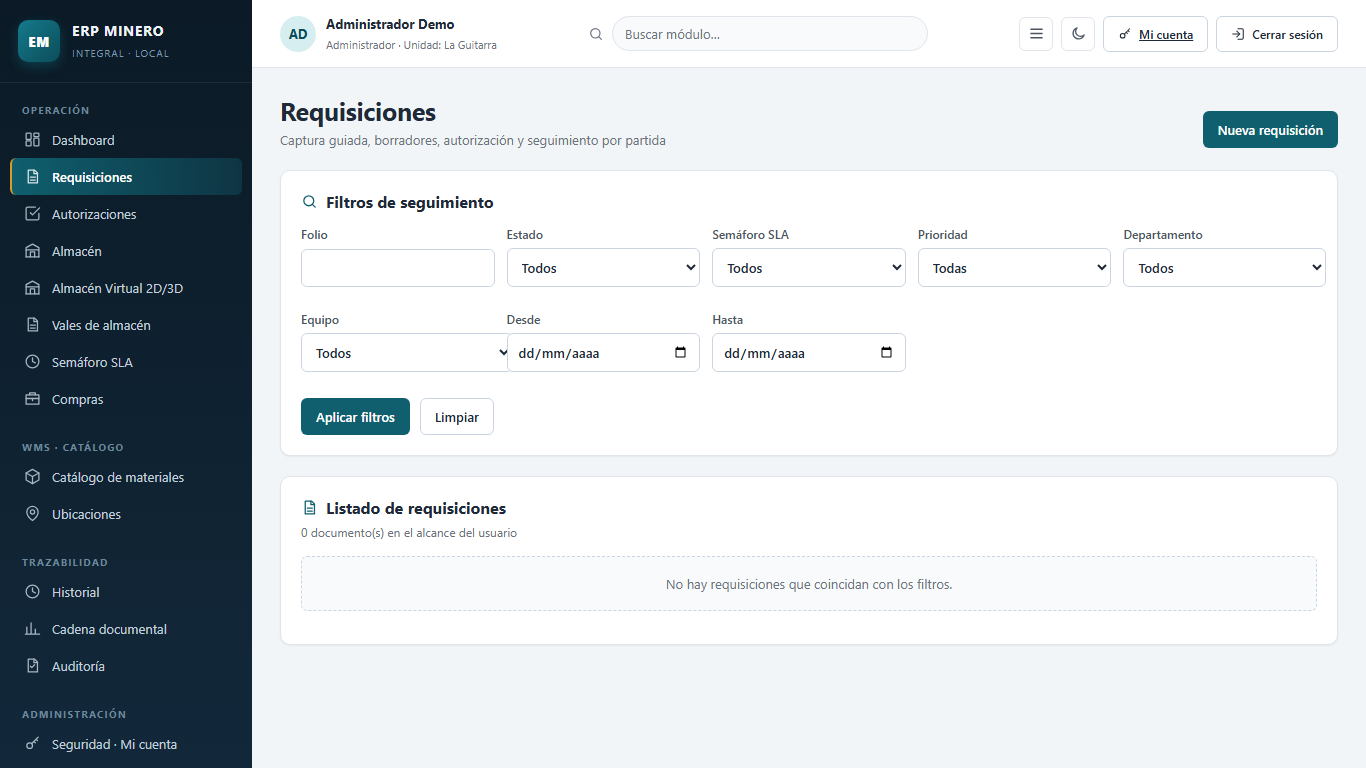 EM
ERP MINERO
INTEGRAL · LOCAL
OPERACIÓN
Dashboard
Requisiciones
Autorizaciones
Almacén
Almacén Virtual 2D/3D
Vales de almacén
Semáforo SLA
Compras
WMS · CATÁLOGO
Catálogo de materiales
Ubicaciones
TRAZABILIDAD
Historial
Cadena documental
Auditoría
ADMINISTRACIÓN
Seguridad · Mi cuenta
AD
Administrador Demo
Administrador · Unidad: La Guitarra
Buscar módulo...
Mi cuenta
Cerrar sesión
Requisiciones
Captura guiada, borradores, autorización y seguimiento por partida
Nueva requisición
Filtros de seguimiento
Folio Estado Semáforo SLA Prioridad Departamento
Todos Todos Todas Todos
Equipo Desde Hasta
Todos dd/mm/aaaa dd/mm/aaaa
Aplicar filtros Limpiar
Listado de requisiciones
0 documento(s) en el alcance del usuario
No hay requisiciones que coincidan con los filtros.